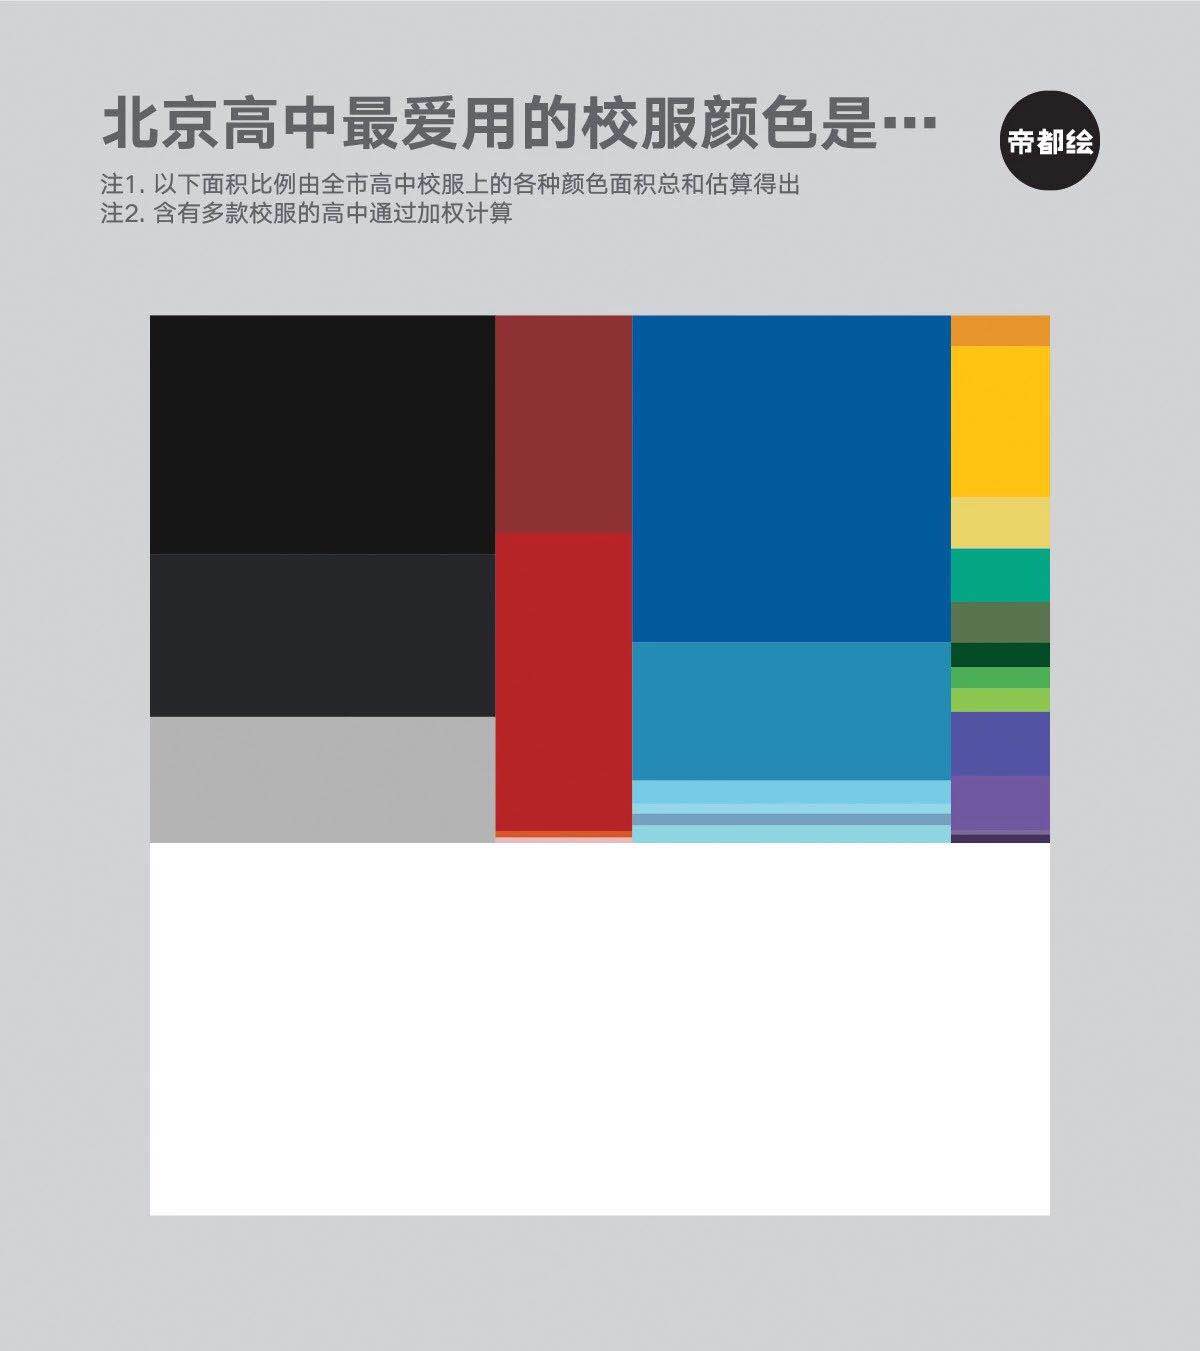 北京高中最爱用的校服颜色是···
帝都绘
注1. 以下面积比例由全市高中校服上的各种颜色面积总和估算得出
注2. 含有多款校服的高中通过加权计算